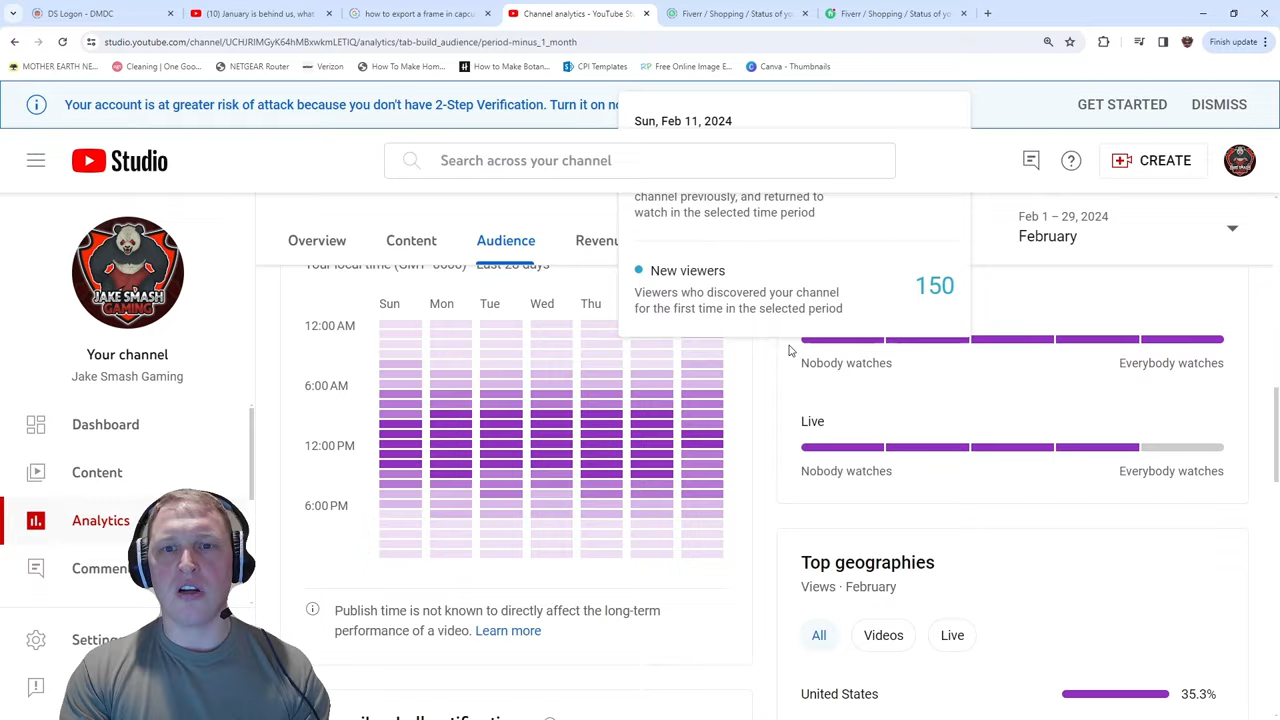 DS Logon - DMDC
(10) January is behind us, what
how to export a frame in capcu
Channel analytics - YouTube St
Fiverr / Shopping / Status of yo
Fiverr / Shopping / Status of yo
studio.youtube.com/channel/UCHJRIMGyK64hMBxwkmLETIQ/analytics/tab-build_audience/period-minus_1_month
Finish update
MOTHER EARTH NE...
Cleaning | One Goo...
NETGEAR Router
Verizon
How To Make Hom...
How to Make Botan...
CPI Templates
Free Online Image E...
Canva - Thumbnails
Your account is at greater risk of attack because you don't have 2-Step Verification. Turn it on no
GET STARTED
DISMISS
Sun, Feb 11, 2024
Studio
Search across your channel
CREATE
channel previously, and returned to
watch in the selected time period
New viewers
Viewers who discovered your channel
for the first time in the selected period
150
Overview
Content
Audience
Revenu
Feb 1 – 29, 2024
February
JAKE SMASH
GAMING
Your channel
Jake Smash Gaming
Dashboard
Content
Analytics
Commen
Settings
Last 28 days
Sun
Mon
Tue
Wed
Thu
12:00 AM
6:00 AM
12:00 PM
6:00 PM
Publish time is not known to directly affect the long-term
performance of a video. Learn more
Nobody watches
Everybody watches
Live
Nobody watches
Everybody watches
Top geographies
Views · February
All
Videos
Live
United States
35.3%